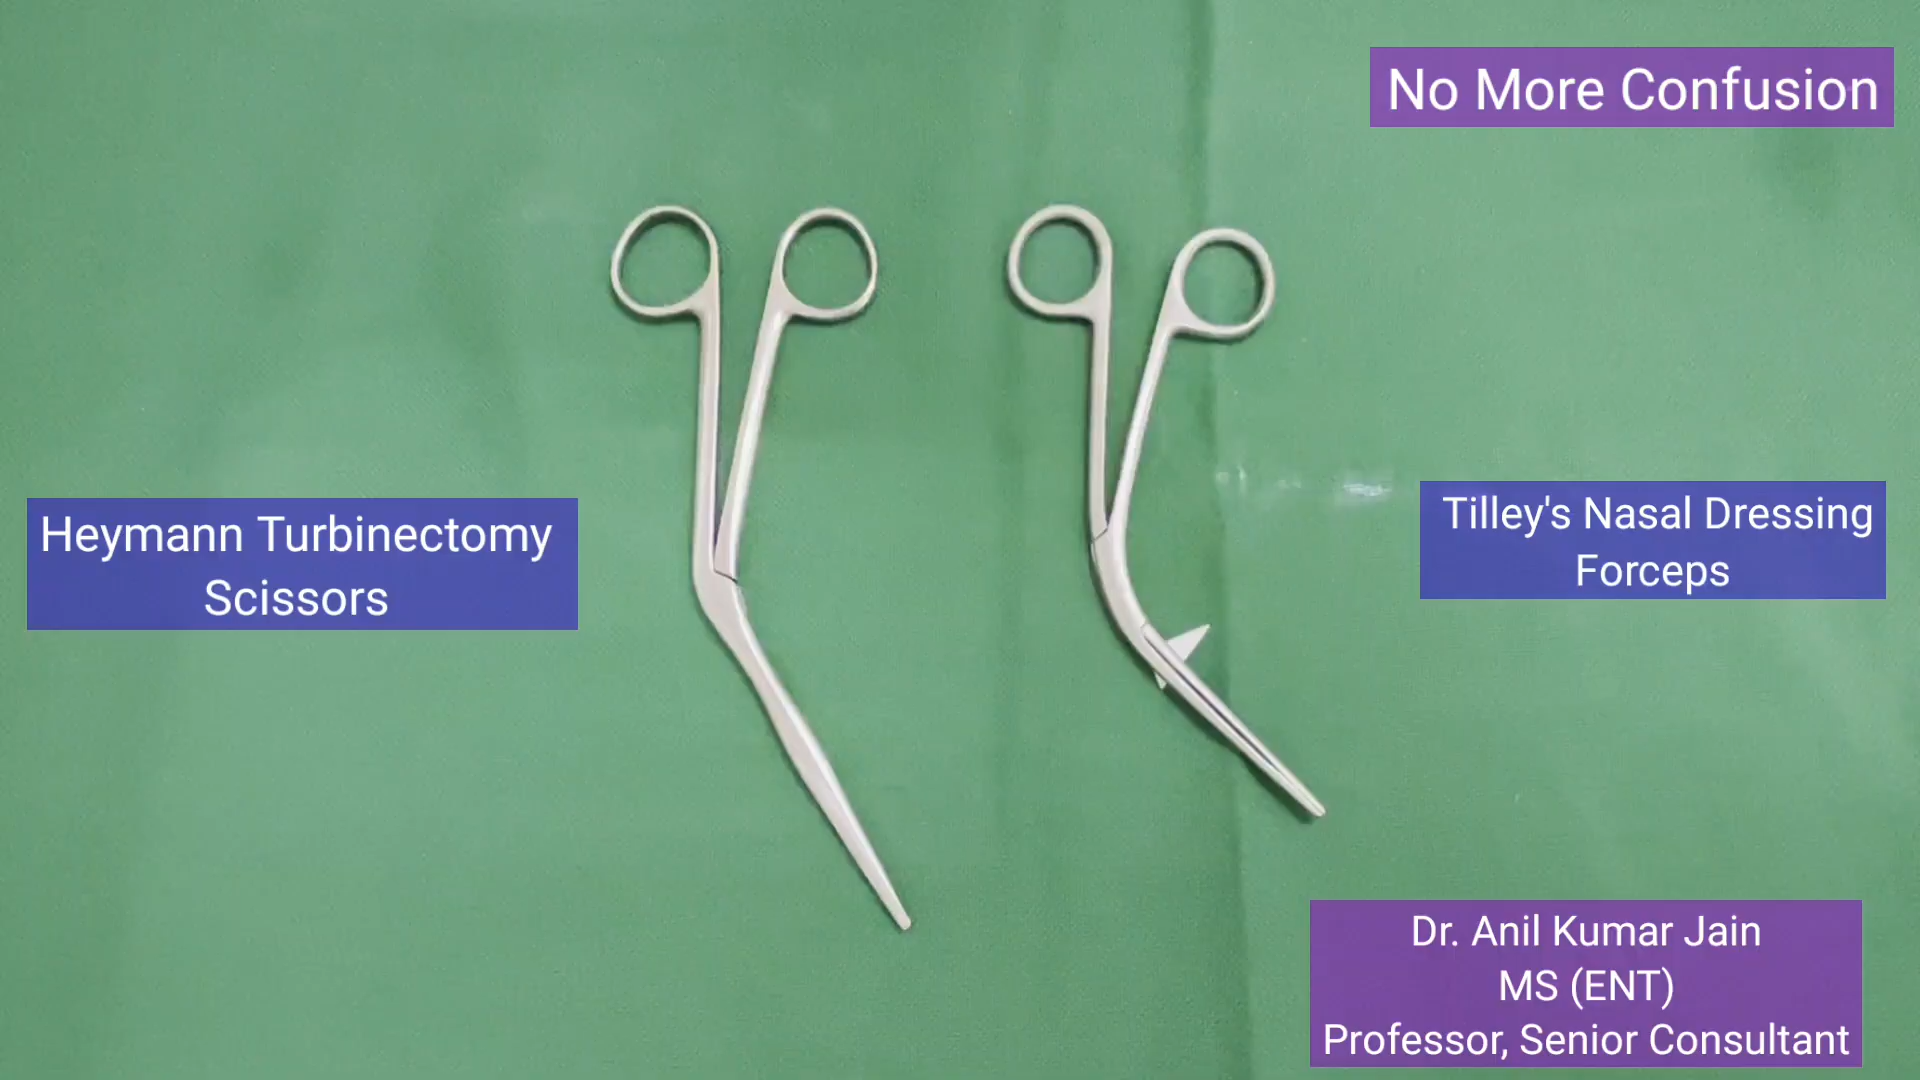 No More Confusion
Heymann Turbinectomy
Scissors
Tilley's Nasal Dressing
Forceps
Dr. Anil Kumar Jain
MS (ENT)
Professor, Senior Consultant